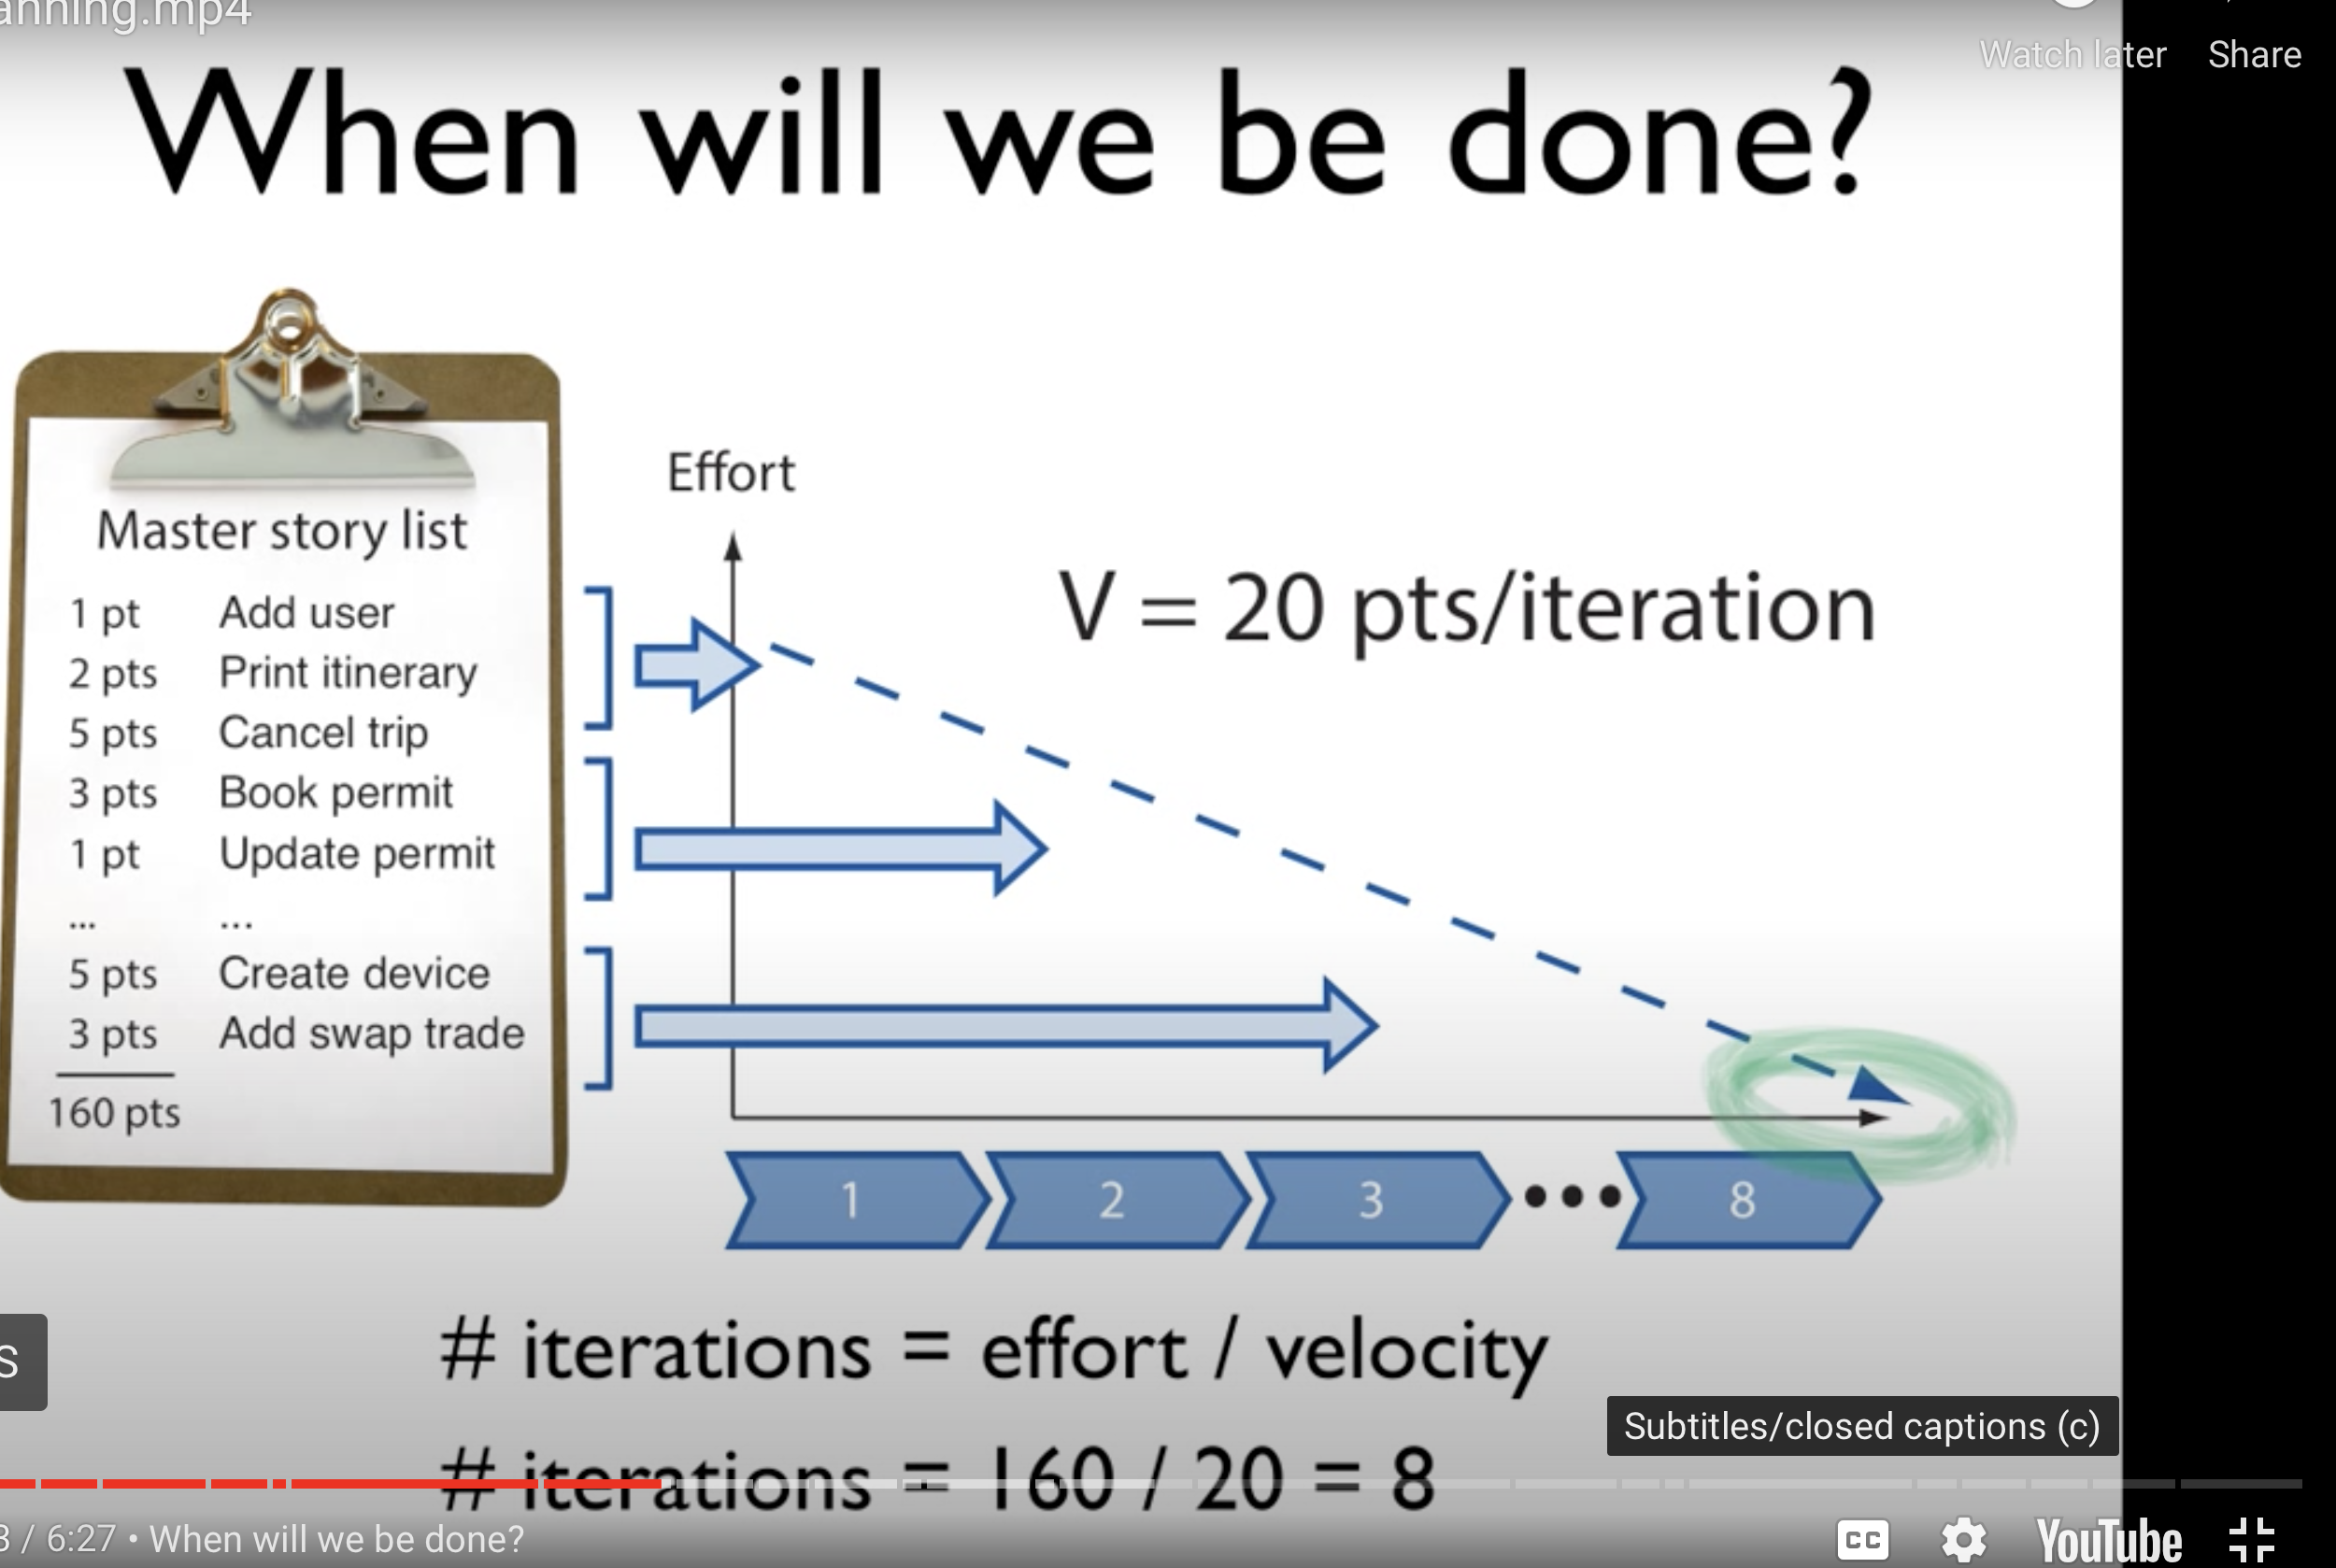 anning.mp4
Watch later Share
When will we be done?
Effort
Master story list
V = 20 pts/iteration
1 pt Add user
2 pts Print itinerary
5 pts Cancel trip
3 pts Book permit
1 pt Update permit
... ...
5 pts Create device
3 pts Add swap trade
160 pts
1 2 3 ••• 8
# iterations = effort / velocity
S
Subtitles/closed captions (c)
# iterations = 160 / 20 = 8
3 / 6:27 • When will we be done?
CC YouTube